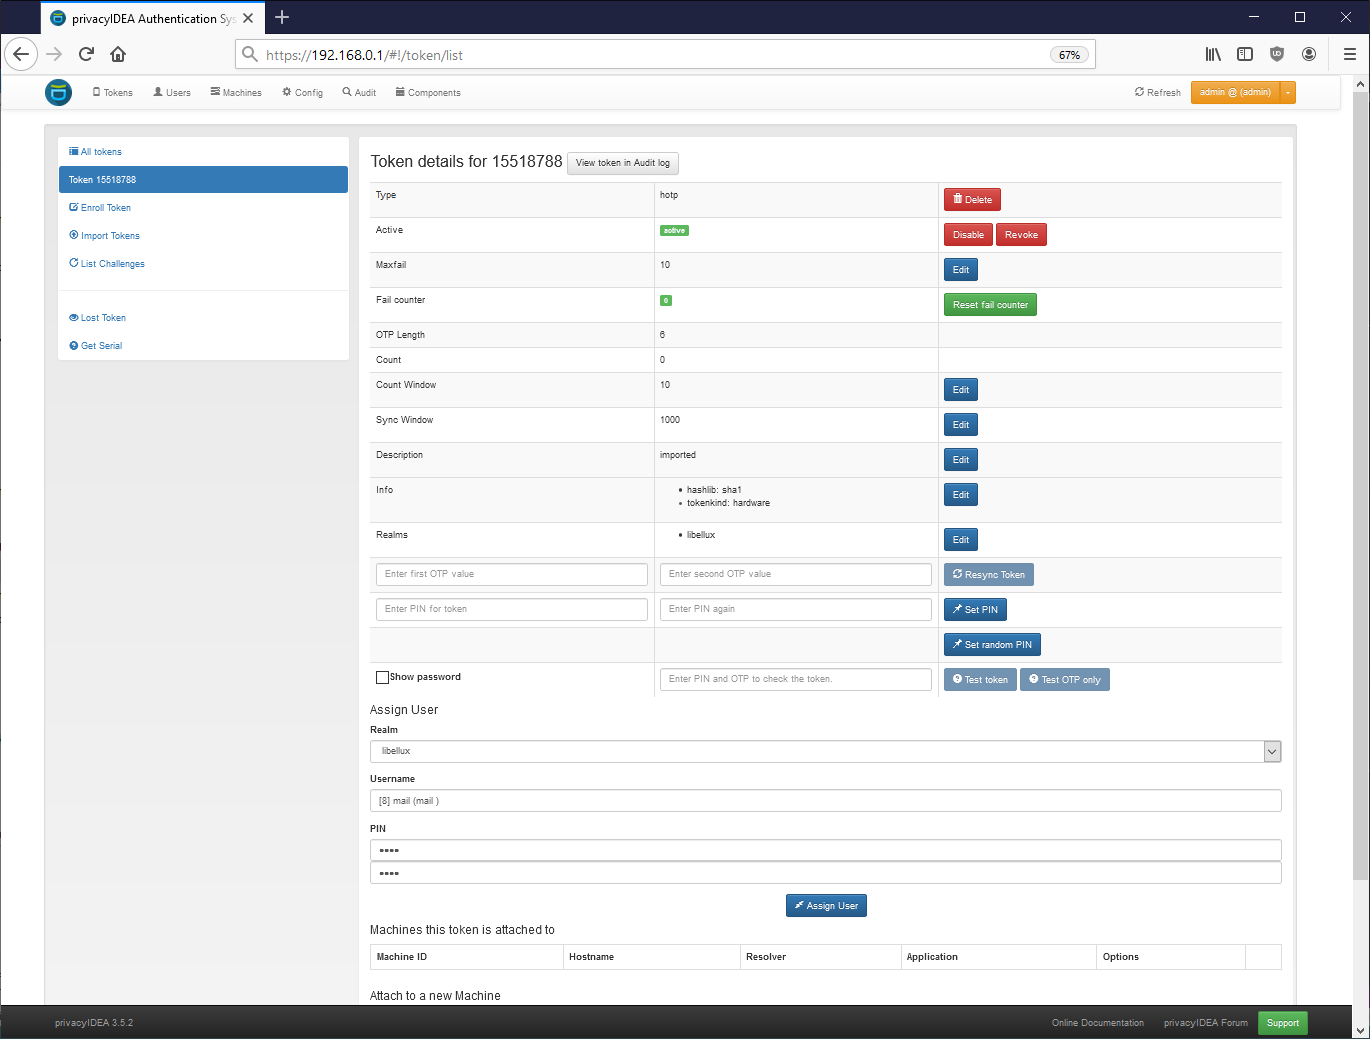 privacyIDEA Authentication Sys
https://192.168.0.1/#!/token/list
67%
Tokens
Users
Machines
Config
Audit
Components
Refresh
admin @ (admin)
All tokens
Token 15518788
Enroll Token
Import Tokens
List Challenges
Lost Token
Get Serial
Token details for 15518788 View token in Audit log
Type hotp Delete
Active active Disable Revoke
Maxfail 10 Edit
Fail counter 0 Reset fail counter
OTP Length 6
Count 0
Count Window 10 Edit
Sync Window 1000 Edit
Description imported Edit
Info • hashlib: sha1 Edit
• tokenkind: hardware
Realms • libellux Edit
Enter first OTP value Enter second OTP value Resync Token
Enter PIN for token Enter PIN again Set PIN
Set random PIN
Show password Enter PIN and OTP to check the token. Test token Test OTP only
Assign User
Realm
libellux
Username
[8] mail (mail )
PIN
••••
••••
Assign User
Machines this token is attached to
Machine ID Hostname Resolver Application Options
Attach to a new Machine
privacyIDEA 3.5.2 Online Documentation privacyIDEA Forum Support